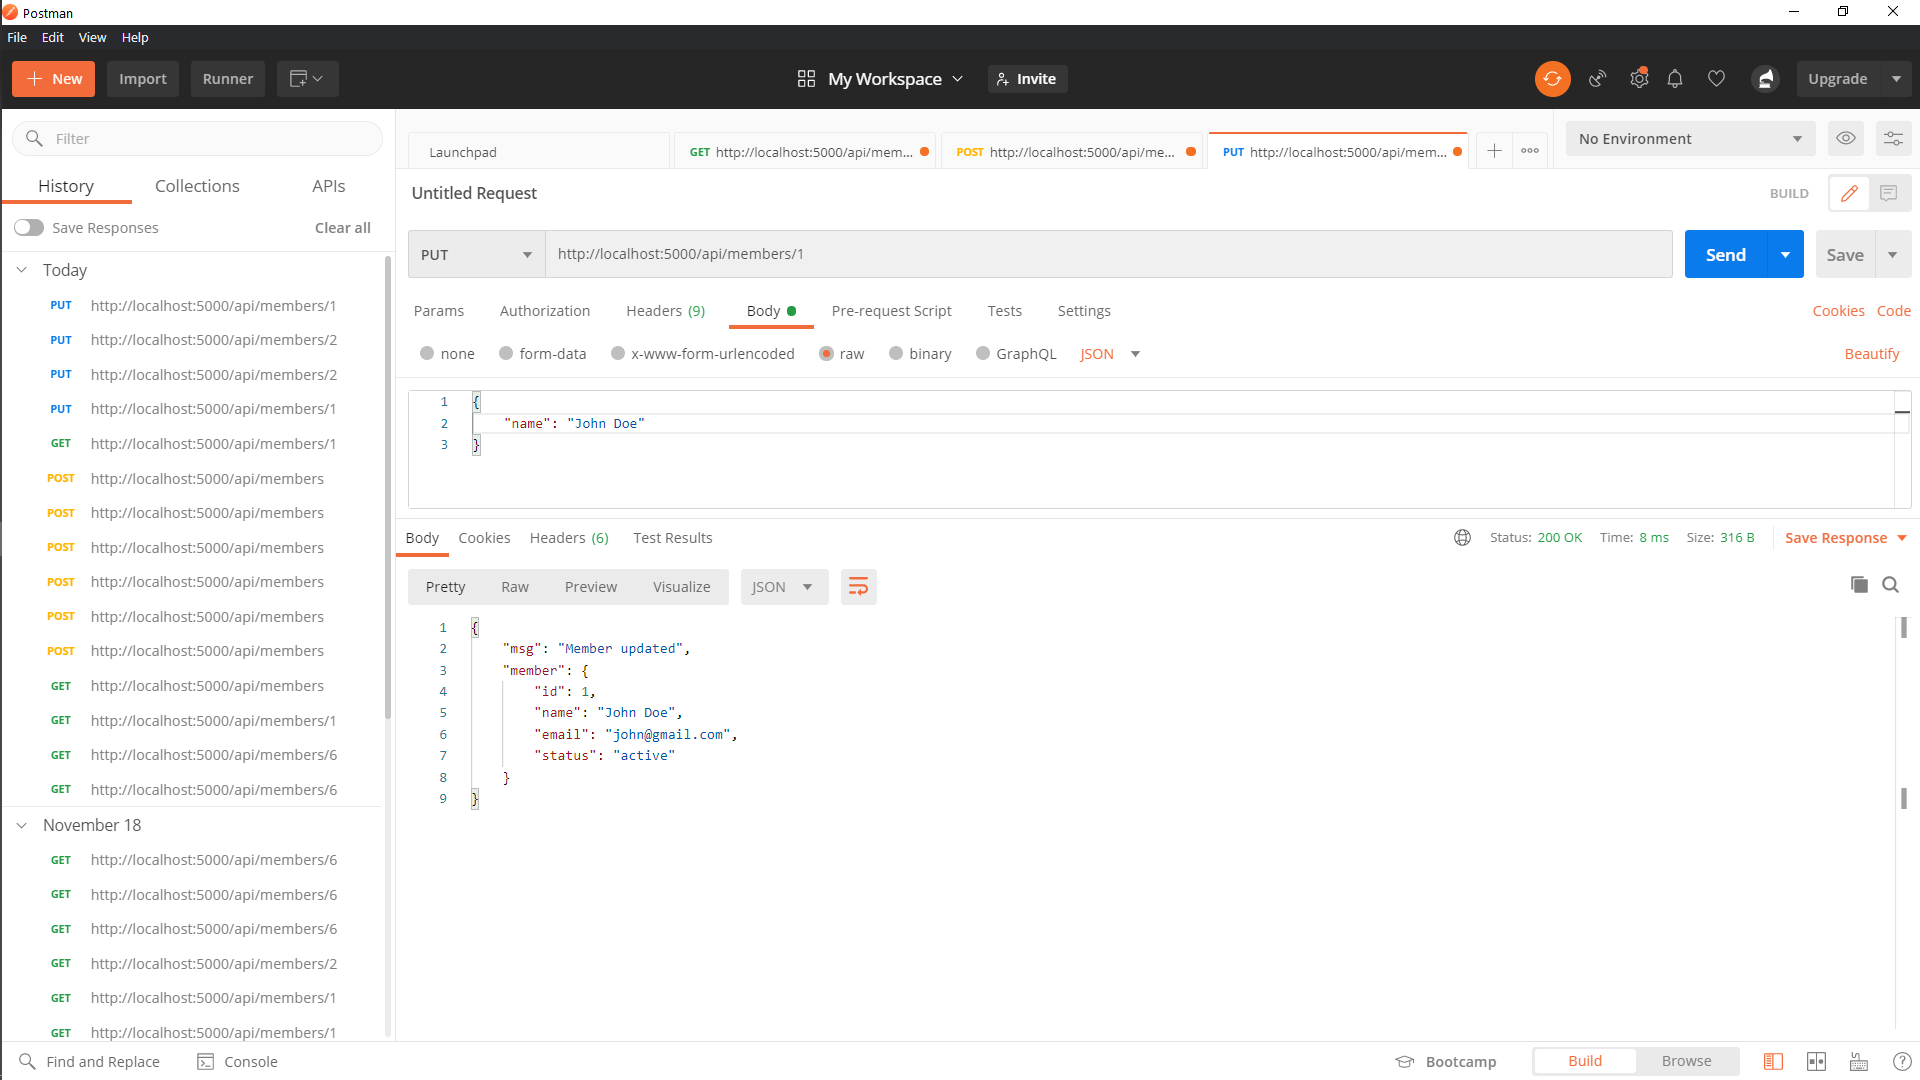 Postman
File Edit View Help
New Import Runner My Workspace Invite Upgrade
Filter
History Collections APIs
Save Responses Clear all
Today
PUT http://localhost:5000/api/members/1
PUT http://localhost:5000/api/members/2
PUT http://localhost:5000/api/members/2
PUT http://localhost:5000/api/members/1
GET http://localhost:5000/api/members/1
POST http://localhost:5000/api/members
POST http://localhost:5000/api/members
POST http://localhost:5000/api/members
POST http://localhost:5000/api/members
POST http://localhost:5000/api/members
POST http://localhost:5000/api/members
GET http://localhost:5000/api/members
GET http://localhost:5000/api/members/1
GET http://localhost:5000/api/members/6
GET http://localhost:5000/api/members/6
November 18
GET http://localhost:5000/api/members/6
GET http://localhost:5000/api/members/6
GET http://localhost:5000/api/members/6
GET http://localhost:5000/api/members/2
GET http://localhost:5000/api/members/1
GET http://localhost:5000/api/members/1
Launchpad GET http://localhost:5000/api/mem... POST http://localhost:5000/api/me... PUT http://localhost:5000/api/mem... No Environment
Untitled Request BUILD
PUT http://localhost:5000/api/members/1 Send Save
Params Authorization Headers (9) Body Pre-request Script Tests Settings Cookies Code
none form-data x-www-form-urlencoded raw binary GraphQL JSON Beautify
1 {
2 "name": "John Doe"
3 }
Body Cookies Headers (6) Test Results Status: 200 OK Time: 8 ms Size: 316 B Save Response
Pretty Raw Preview Visualize JSON
1 {
2 "msg": "Member updated",
3 "member": {
4 "id": 1,
5 "name": "John Doe",
6 "email": "john@gmail.com",
7 "status": "active"
8 }
9 }
Find and Replace Console Bootcamp Build Browse